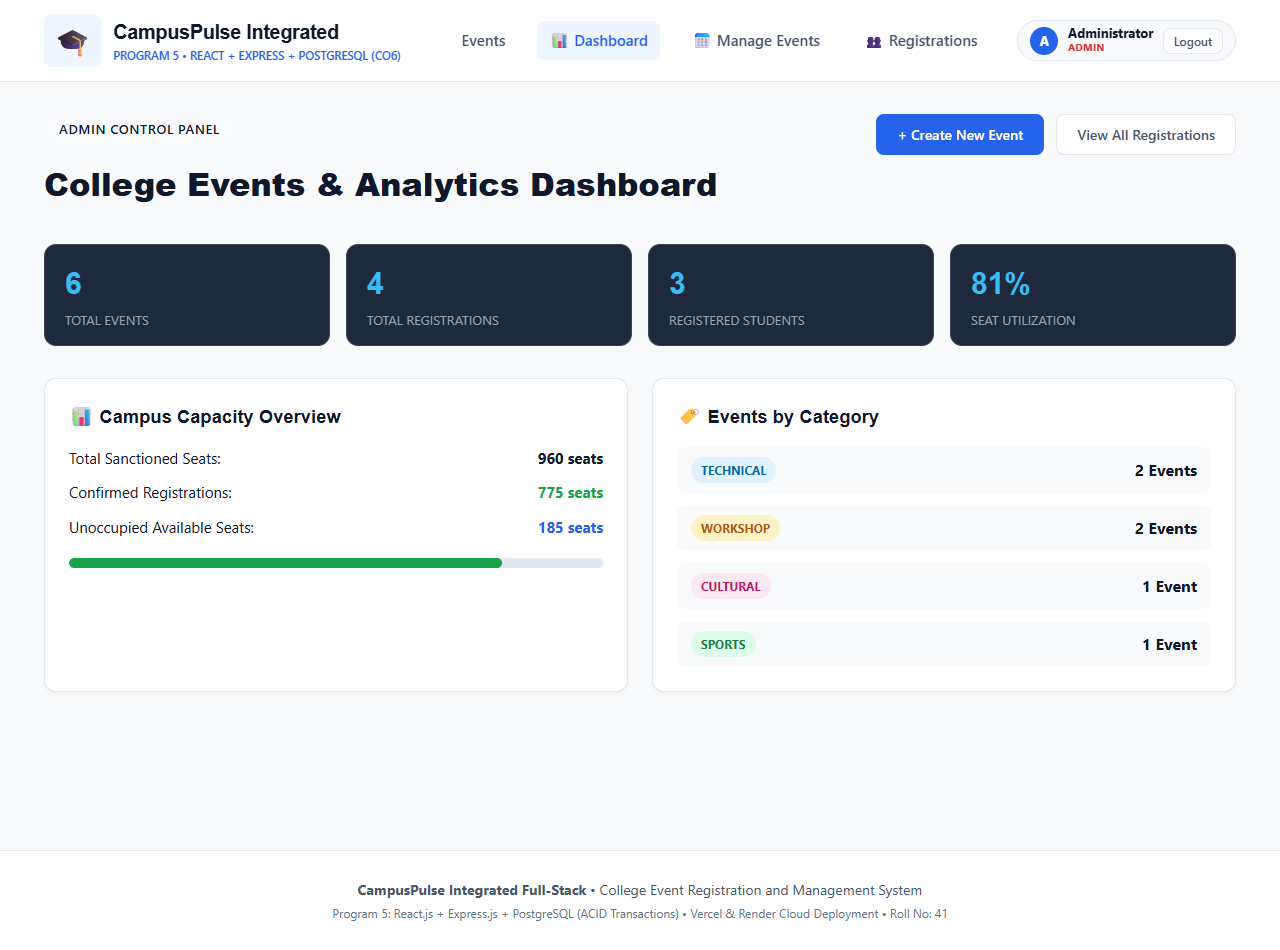 CampusPulse Integrated
PROGRAM 5 • REACT + EXPRESS + POSTGRESQL (CO6)
Events
Dashboard
Manage Events
Registrations
A
Administrator
ADMIN
Logout
ADMIN CONTROL PANEL
+ Create New Event
View All Registrations
College Events & Analytics Dashboard
6
TOTAL EVENTS
4
TOTAL REGISTRATIONS
3
REGISTERED STUDENTS
81%
SEAT UTILIZATION
Campus Capacity Overview
Total Sanctioned Seats: 960 seats
Confirmed Registrations: 775 seats
Unoccupied Available Seats: 185 seats
Events by Category
TECHNICAL 2 Events
WORKSHOP 2 Events
CULTURAL 1 Event
SPORTS 1 Event
CampusPulse Integrated Full-Stack • College Event Registration and Management System
Program 5: React.js + Express.js + PostgreSQL (ACID Transactions) • Vercel & Render Cloud Deployment • Roll No: 41